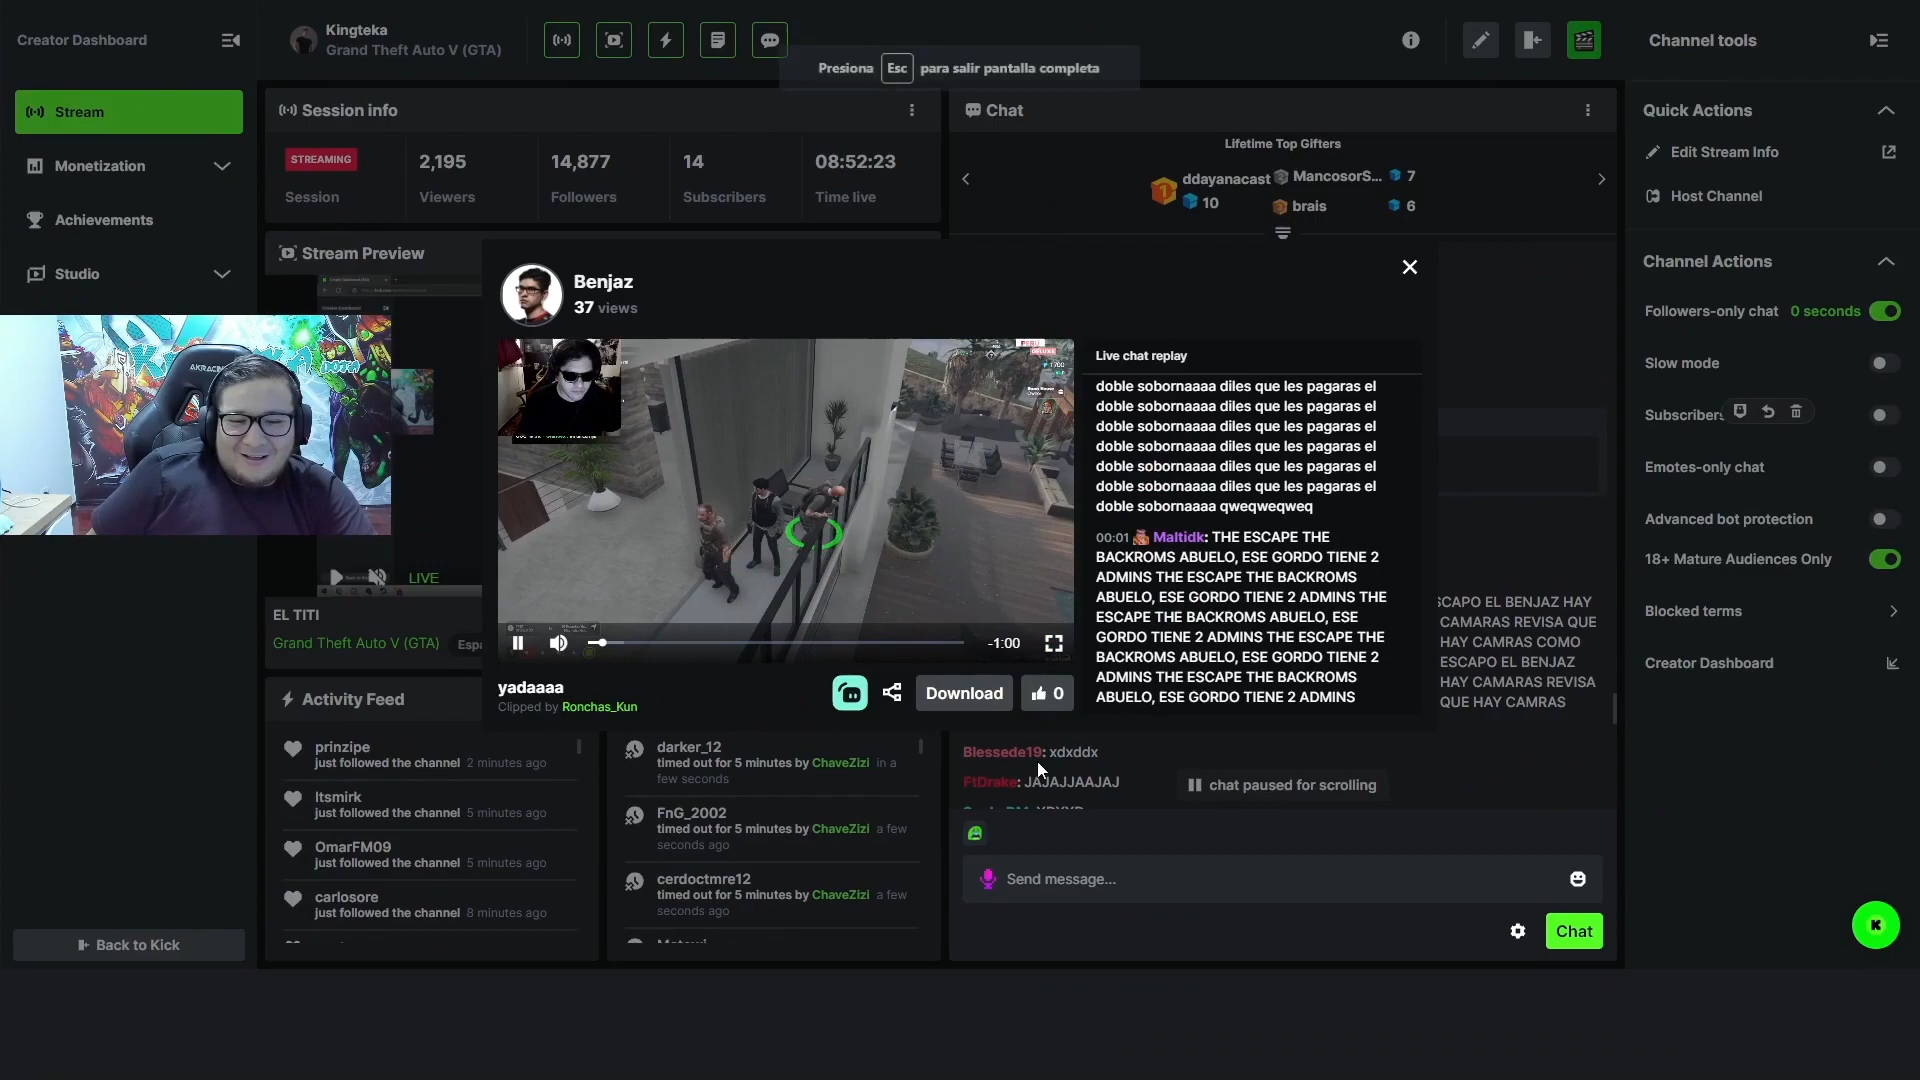 Creator Dashboard
Kingteka
Grand Theft Auto V (GTA)
Presiona Esc para salir pantalla completa
Channel tools
Stream
Monetization
Achievements
Studio
Back to Kick
Session info
STREAMING
Session
2,195
Viewers
14,877
Followers
14
Subscribers
08:52:23
Time live
Stream Preview
LIVE
EL TITI
Grand Theft Auto V (GTA)
Espa
Activity Feed
prinzipe
just followed the channel 2 minutes ago
Itsmirk
just followed the channel 5 minutes ago
OmarFM09
just followed the channel 5 minutes ago
carlosore
just followed the channel 8 minutes ago
darker_12
timed out for 5 minutes by ChaveZizi in a
few seconds
FnG_2002
timed out for 5 minutes by ChaveZizi a few
seconds ago
cerdoctmre12
timed out for 5 minutes by ChaveZizi a few
seconds ago
Benjaz
37 views
AKRACING
PERÚ
DELUXE
-1:00
yadaaaa
Clipped by Ronchas_Kun
Download
0
Live chat replay
doble sobornaaaa diles que les pagaras el
doble sobornaaaa diles que les pagaras el
doble sobornaaaa diles que les pagaras el
doble sobornaaaa diles que les pagaras el
doble sobornaaaa diles que les pagaras el
doble sobornaaaa diles que les pagaras el
doble sobornaaaa qweqweqweq
00:01 Maltidk: THE ESCAPE THE
BACKROMS ABUELO, ESE GORDO TIENE 2
ADMINS THE ESCAPE THE BACKROMS
ABUELO, ESE GORDO TIENE 2 ADMINS THE
ESCAPE THE BACKROMS ABUELO, ESE
GORDO TIENE 2 ADMINS THE ESCAPE THE
BACKROMS ABUELO, ESE GORDO TIENE 2
ADMINS THE ESCAPE THE BACKROMS
ABUELO, ESE GORDO TIENE 2 ADMINS
Chat
Lifetime Top Gifters
ddayanacast
10
MancosorS... 7
brais 6
SCAPO EL BENJAZ HAY
CAMARAS REVISA QUE
HAY CAMRAS COMO
ESCAPO EL BENJAZ
HAY CAMARAS REVISA
QUE HAY CAMRAS
Blessede19: xdxddx
FtDrake: JAJAJJAAJAJ
chat paused for scrolling
Send message...
Chat
Quick Actions
Edit Stream Info
Host Channel
Channel Actions
Followers-only chat 0 seconds
Slow mode
Subscribers
Emotes-only chat
Advanced bot protection
18+ Mature Audiences Only
Blocked terms
Creator Dashboard
K